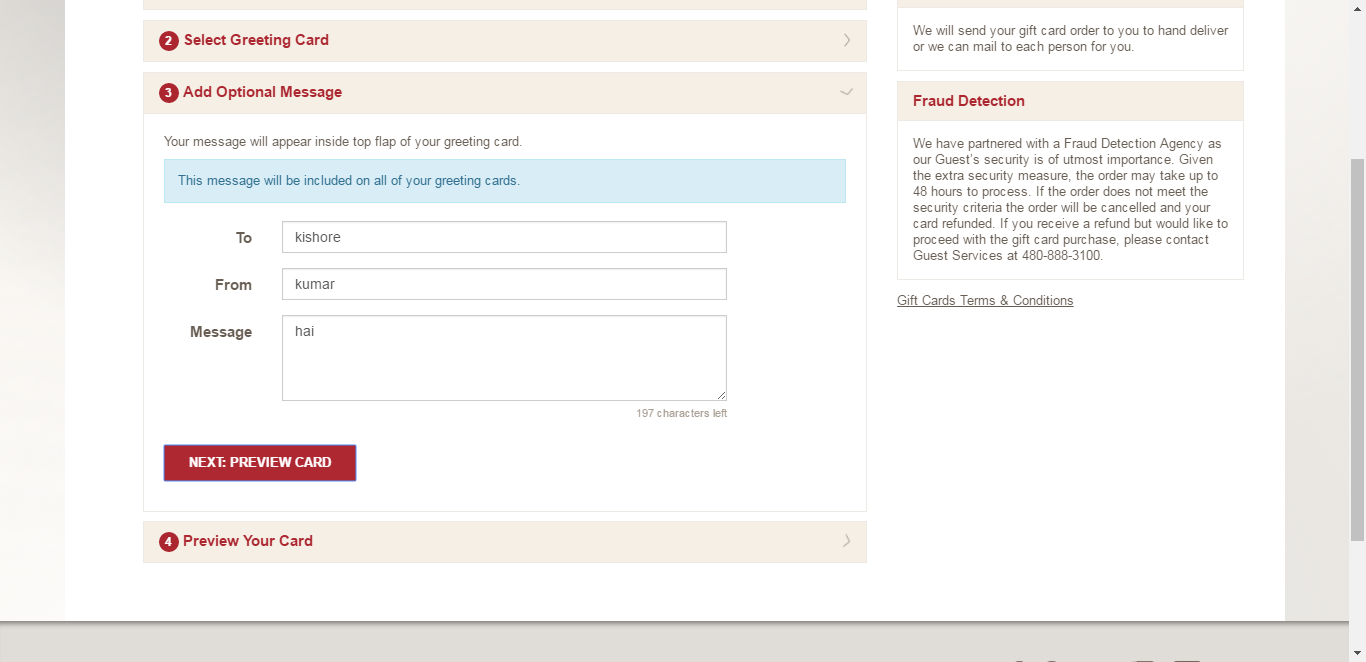 2 Select Greeting Card
3 Add Optional Message
Your message will appear inside top flap of your greeting card.
This message will be included on all of your greeting cards.
To
kishore
From
kumar
Message
hai
197 characters left
NEXT: PREVIEW CARD
4 Preview Your Card
We will send your gift card order to you to hand deliver
or we can mail to each person for you.
Fraud Detection
We have partnered with a Fraud Detection Agency as
our Guest's security is of utmost importance. Given
the extra security measure, the order may take up to
48 hours to process. If the order does not meet the
security criteria the order will be cancelled and your
card refunded. If you receive a refund but would like to
proceed with the gift card purchase, please contact
Guest Services at 480-888-3100.
Gift Cards Terms & Conditions